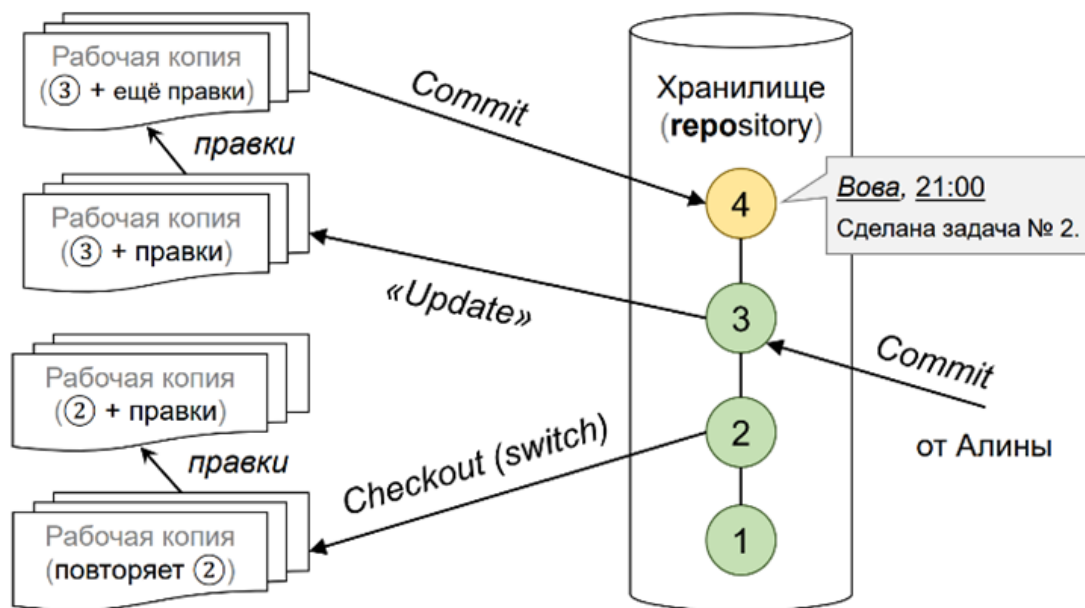 Рабочая копия
(③ + ещё правки)
правки
Рабочая копия
(③ + правки)
Рабочая копия
(② + правки)
правки
Рабочая копия
(повторяет ②)
Commit
«Update»
Checkout (switch)
Хранилище
(repository)
4
3
2
1
Вова, 21:00
Сделана задача № 2.
Commit
от Алины